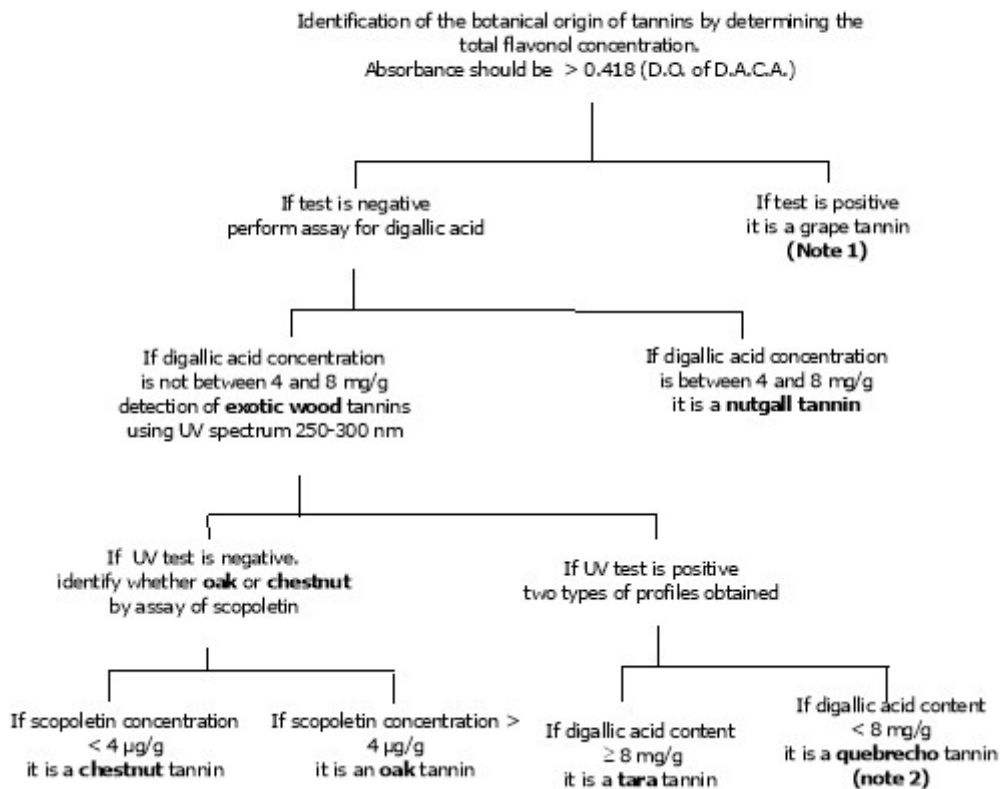 Identification of the botanical origin of tannins by determining the
total flavonol concentration.
Absorbance should be > 0.418 (D.O. of D.A.C.A.)
If test is negative
perform assay for digallic acid
If test is positive
it is a grape tannin
(Note 1)
If digallic acid concentration
is not between 4 and 8 mg/g
detection of exotic wood tannins
using UV spectrum 250-300 nm
If digallic acid concentration
is between 4 and 8 mg/g
it is a nutgall tannin
If UV test is negative.
identify whether oak or chestnut
by assay of scopoletin
If UV test is positive
two types of profiles obtained
If scopoletin concentration
< 4 µg/g
it is a chestnut tannin
If scopoletin concentration >
4 µg/g
it is an oak tannin
If digallic acid content
≥ 8 mg/g
it is a tara tannin
If digallic acid content
< 8 mg/g
it is a quebrecho tannin
(note 2)